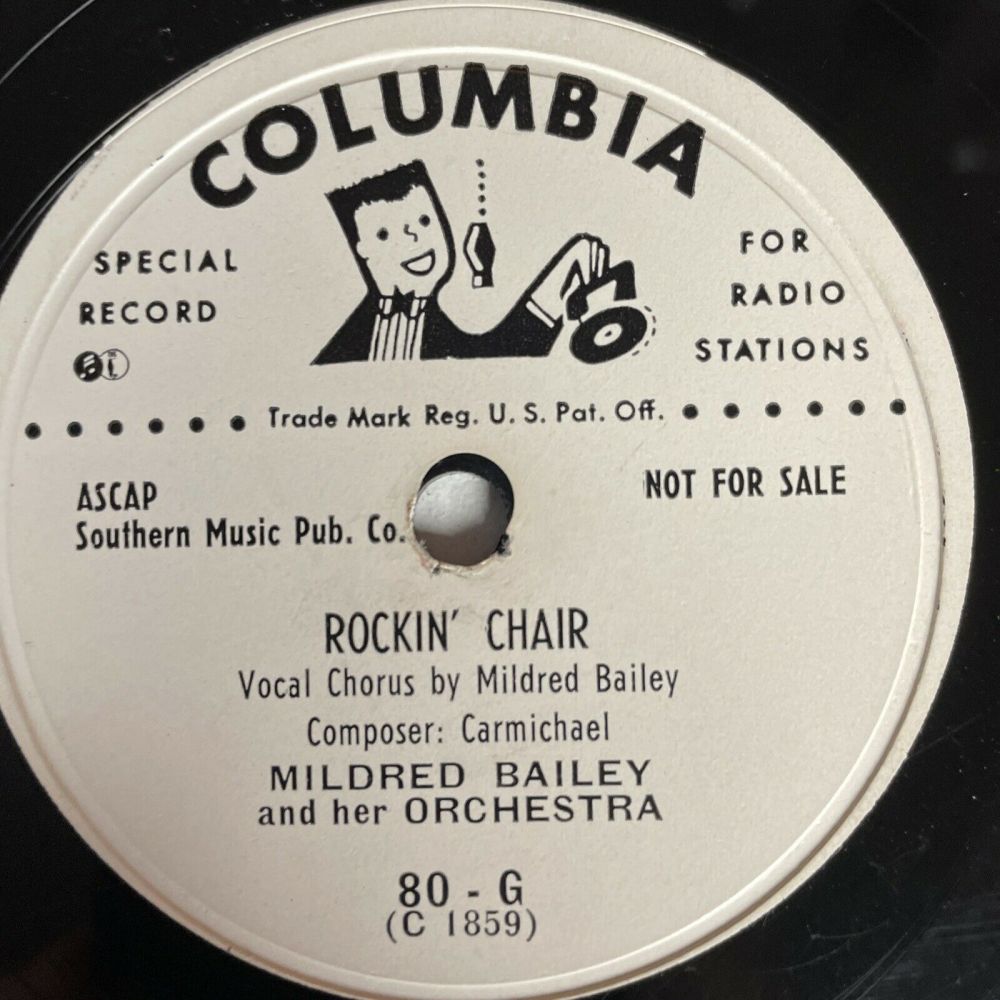 COLUMBIA
SPECIAL
RECORD
FOR
RADIO
STATIONS
Trade Mark Reg. U. S. Pat. Off.
ASCAP
Southern Music Pub. Co.
NOT FOR SALE
ROCKIN' CHAIR
Vocal Chorus by Mildred Bailey
Composer: Carmichael
MILDRED BAILEY
and her ORCHESTRA
80 - G
(C 1859)